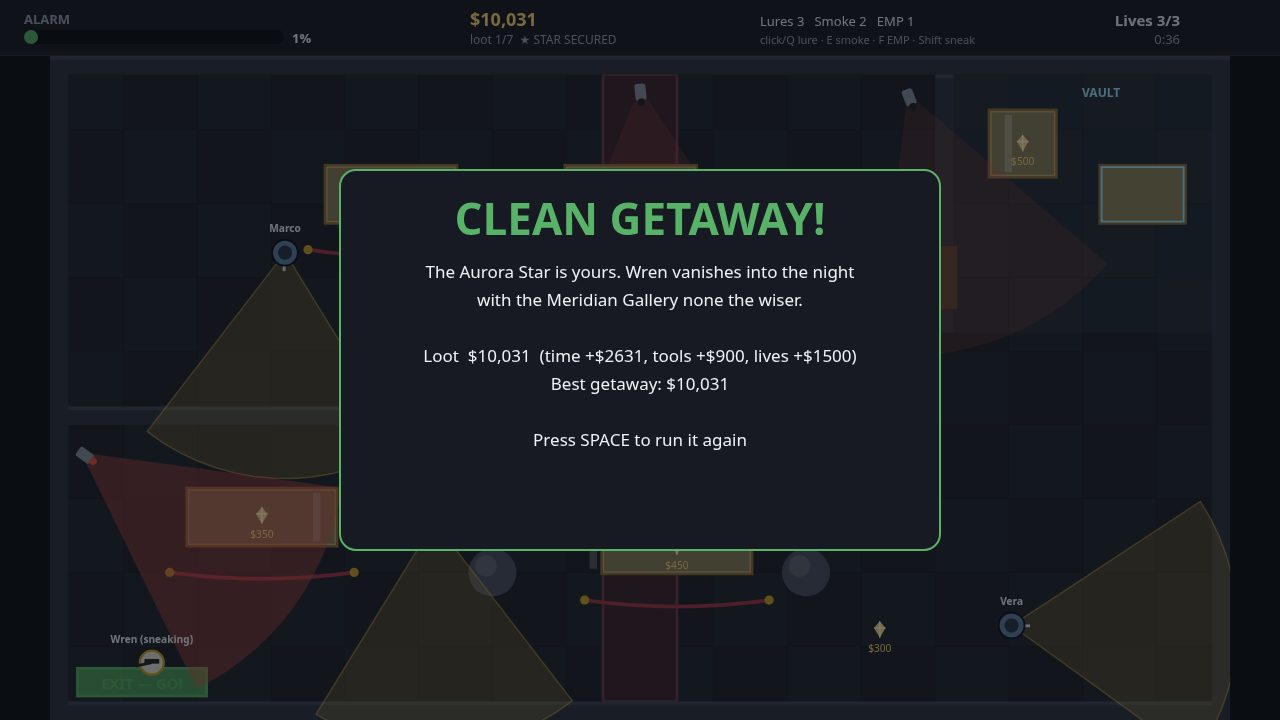 ALARM
1%
$10,031
loot 1/7 ★ STAR SECURED
Lures 3 Smoke 2 EMP 1
click/Q lure · E smoke · F EMP · Shift sneak
Lives 3/3
0:36
VAULT
$500
Marco
CLEAN GETAWAY!
The Aurora Star is yours. Wren vanishes into the night
with the Meridian Gallery none the wiser.
Loot $10,031 (time +$2631, tools +$900, lives +$1500)
Best getaway: $10,031
Press SPACE to run it again
$350
$450
Vera
$300
Wren (sneaking)
EXIT — GO!